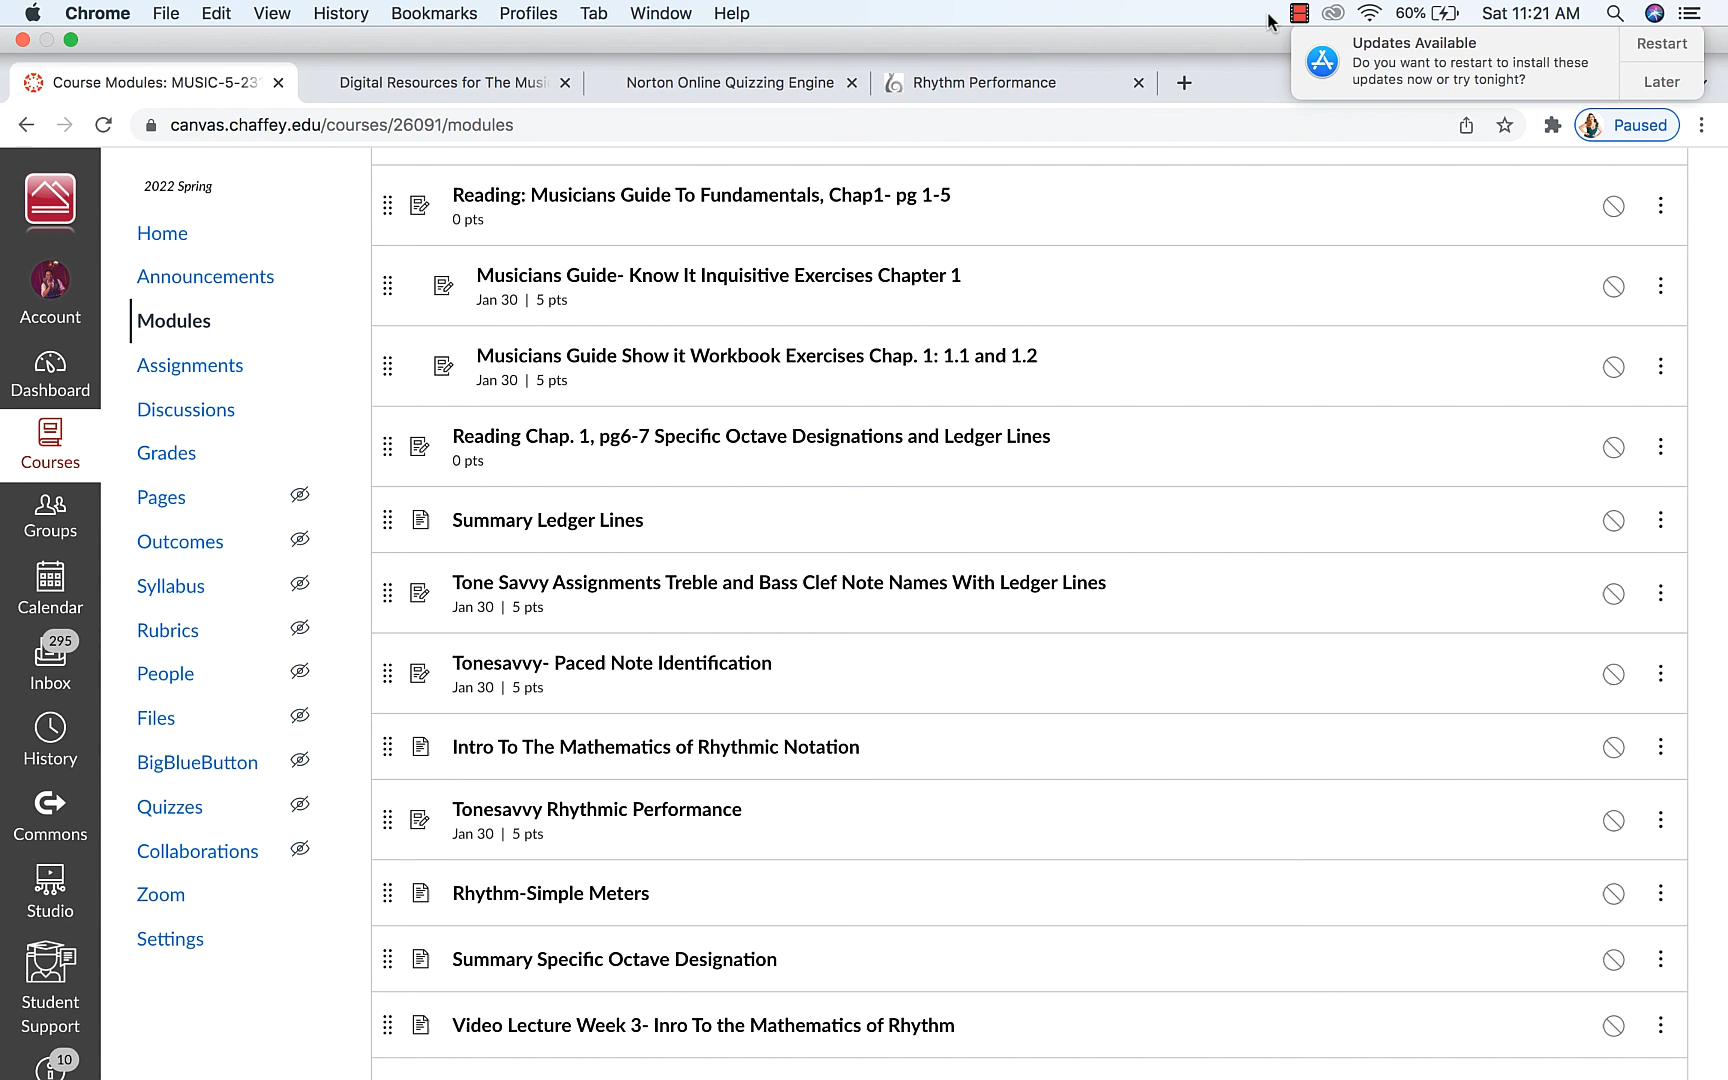 Chrome File Edit View History Bookmarks Profiles Tab Window Help
60% Sat 11:21 AM
Updates Available
Do you want to restart to install these
updates now or try tonight?
Restart
Later
Course Modules: MUSIC-5-23
Digital Resources for The Musi
Norton Online Quizzing Engine
Rhythm Performance
canvas.chaffey.edu/courses/26091/modules
Paused
Account
Dashboard
Courses
Groups
Calendar
295
Inbox
History
Commons
Studio
Student
Support
10
2022 Spring
Home
Announcements
Modules
Assignments
Discussions
Grades
Pages
Outcomes
Syllabus
Rubrics
People
Files
BigBlueButton
Quizzes
Collaborations
Zoom
Settings
Reading: Musicians Guide To Fundamentals, Chap1- pg 1-5
0 pts
Musicians Guide- Know It Inquisitive Exercises Chapter 1
Jan 30 | 5 pts
Musicians Guide Show it Workbook Exercises Chap. 1: 1.1 and 1.2
Jan 30 | 5 pts
Reading Chap. 1, pg6-7 Specific Octave Designations and Ledger Lines
0 pts
Summary Ledger Lines
Tone Savvy Assignments Treble and Bass Clef Note Names With Ledger Lines
Jan 30 | 5 pts
Tonesavvy- Paced Note Identification
Jan 30 | 5 pts
Intro To The Mathematics of Rhythmic Notation
Tonesavvy Rhythmic Performance
Jan 30 | 5 pts
Rhythm-Simple Meters
Summary Specific Octave Designation
Video Lecture Week 3- Inro To the Mathematics of Rhythm